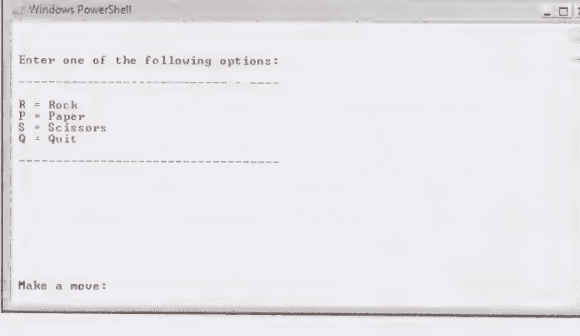 Windows PowerShell
Enter one of the following options:
----------------------- - ----
R = Rock
P = Paper
S = Scissors
Q = Quit
---------------------------------
Make a move: